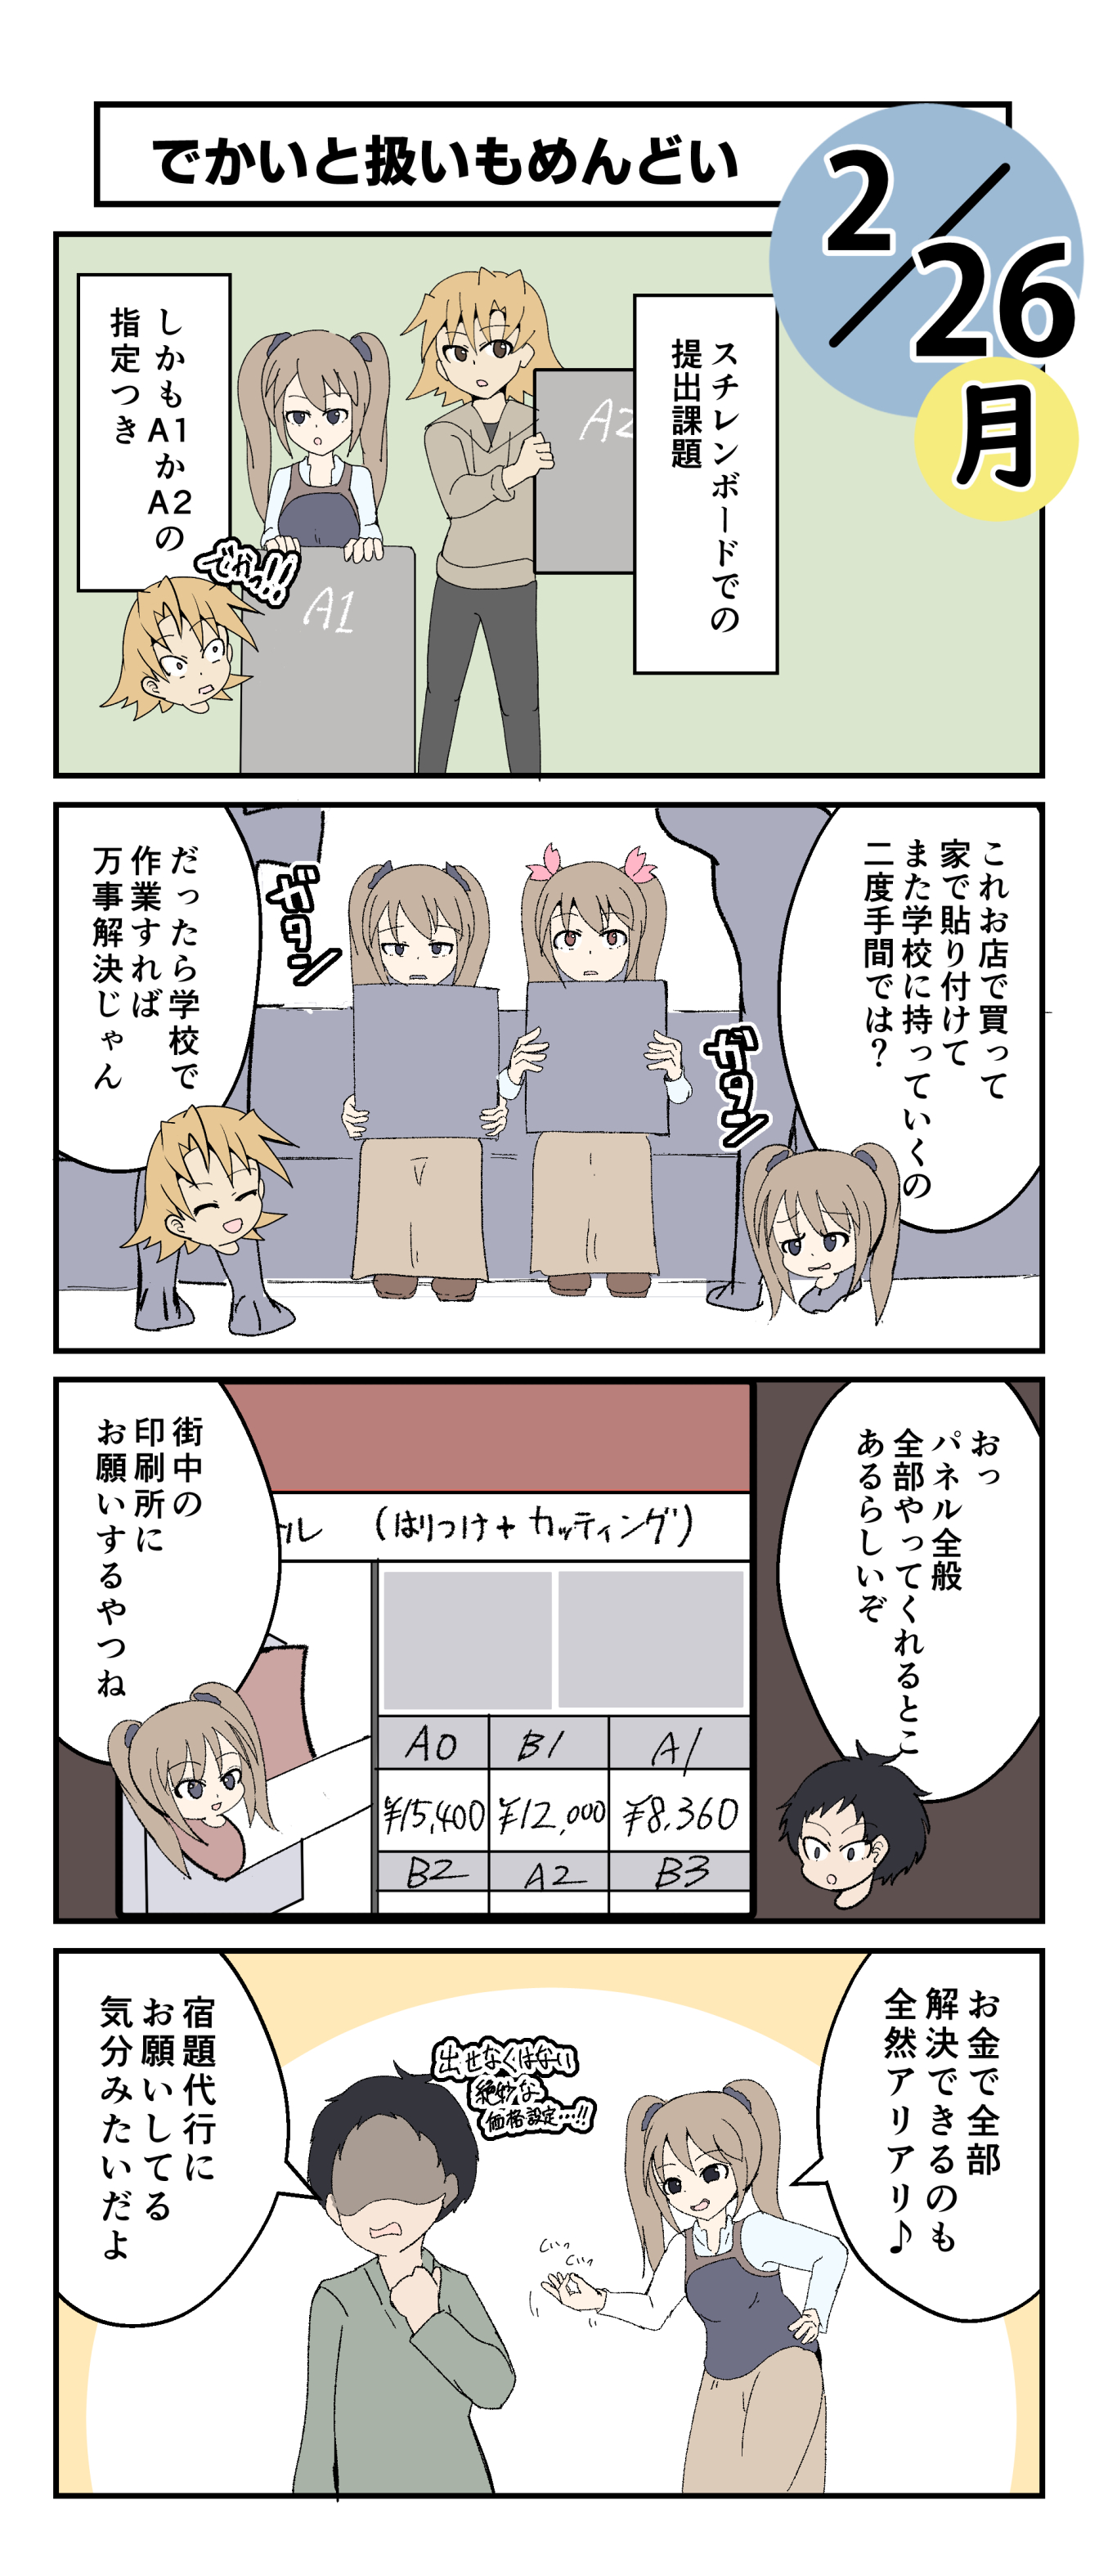 でかいと扱いもめんどい
2/26
月
スチレンボードでの
提出課題
A2
しかもA1かA2の
指定つき
でかっ!!
A1
これお店で買って
家で貼り付けて
また学校に持っていくの
二度手間では?
ガタン
ガタン
だったら学校で
作業すれば
万事解決じゃん
おっ
パネル全般
全部やってくれるとこ
あるらしいぞ
ル (はりつけ+カッティング)
A0 B1 A1
¥15,400 ¥12,000 ¥8,360
B2 A2 B3
街中の
印刷所に
お願いするやつね
お金で全部
解決できるのも
全然アリアリ♪
出せなくはない
絶妙な
価格設定…!!
宿題代行に
お願いしてる
気分みたいだよ